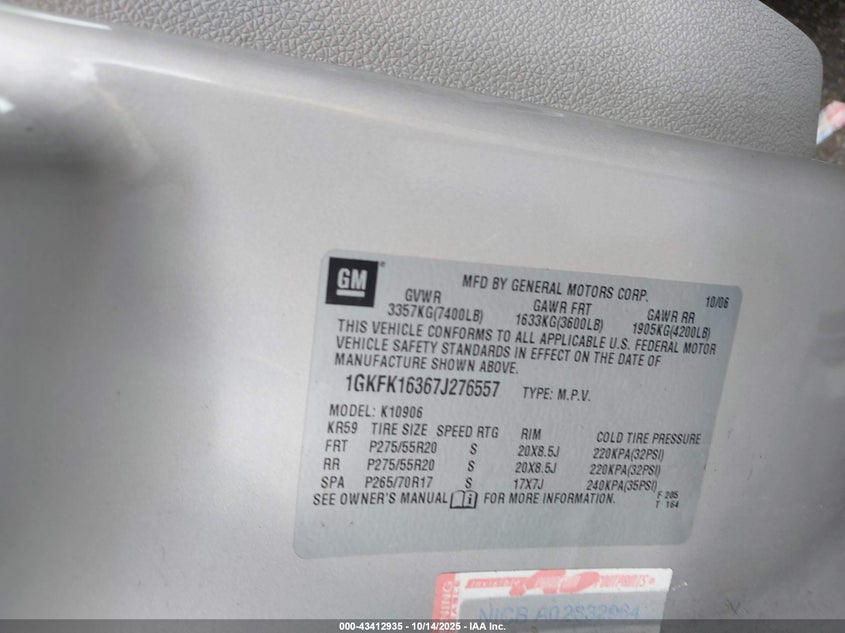 GM
MFD BY GENERAL MOTORS CORP. 10/06
GVWR GAWR FRT GAWR RR
3357KG(7400LB) 1633KG(3600LB) 1905KG(4200LB)
THIS VEHICLE CONFORMS TO ALL APPLICABLE U.S. FEDERAL MOTOR
VEHICLE SAFETY STANDARDS IN EFFECT ON THE DATE OF
MANUFACTURE SHOWN ABOVE.
1GKFK16367J276557 TYPE: M.P.V.
MODEL: K10906
KR59 TIRE SIZE SPEED RTG RIM COLD TIRE PRESSURE
FRT P275/55R20 S 20X8.5J 220KPA(32PSI)
RR P275/55R20 S 20X8.5J 220KPA(32PSI)
SPA P265/70R17 S 17X7J 240KPA(35PSI)
SEE OWNER'S MANUAL i FOR MORE INFORMATION. F 285
T 164
NICB
000-43412935 - 10/14/2025 - IAA Inc.